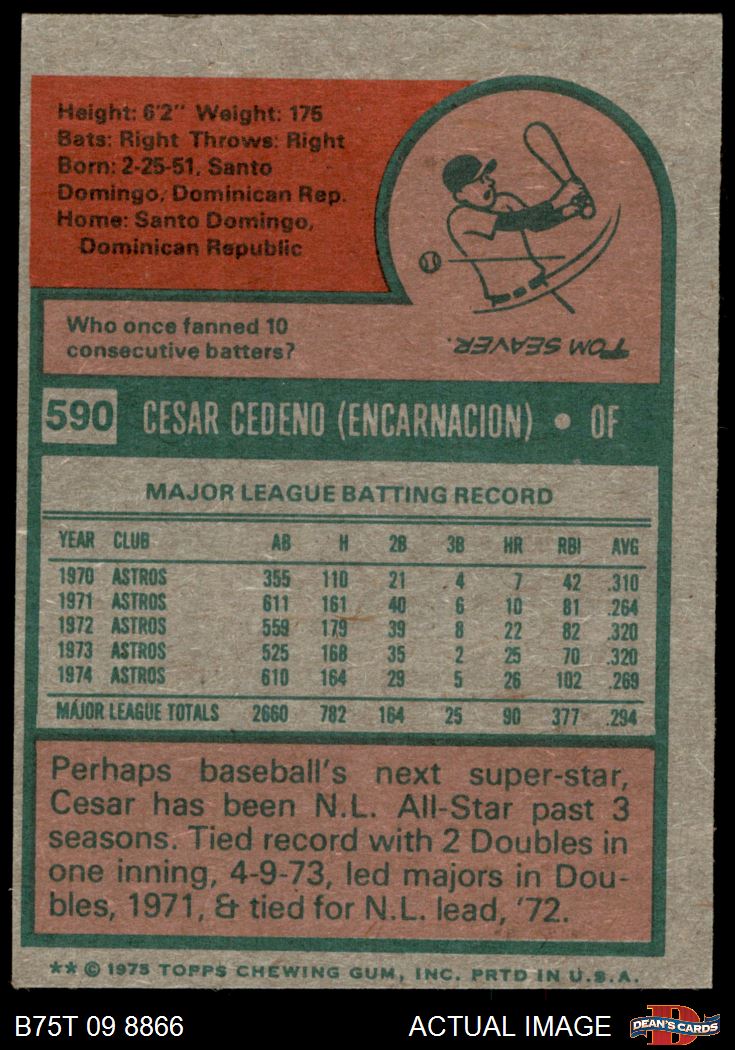 Height: 6'2" Weight: 175
Bats: Right Throws: Right
Born: 2-25-51, Santo
Domingo, Dominican Rep.
Home: Santo Domingo,
Dominican Republic
Who once fanned 10
consecutive batters?
TOM SEAVER.
590 CESAR CEDENO (ENCARNACION) • OF
MAJOR LEAGUE BATTING RECORD
YEAR CLUB AB H 2B 3B HR RBI AVG
1970 ASTROS 355 110 21 4 7 42 .310
1971 ASTROS 611 161 40 6 10 81 .264
1972 ASTROS 559 179 39 8 22 82 .320
1973 ASTROS 525 168 35 2 25 70 .320
1974 ASTROS 610 164 29 5 26 102 .269
MAJOR LEAGUE TOTALS 2660 782 164 25 90 377 .294
Perhaps baseball's next super-star,
Cesar has been N.L. All-Star past 3
seasons. Tied record with 2 Doubles in
one inning, 4-9-73, led majors in Dou-
bles, 1971, & tied for N.L. lead, '72.
** © 1975 TOPPS CHEWING GUM, INC. PRTD IN U.S.A.
B75T 09 8866 ACTUAL IMAGE D DEAN'S CARDS